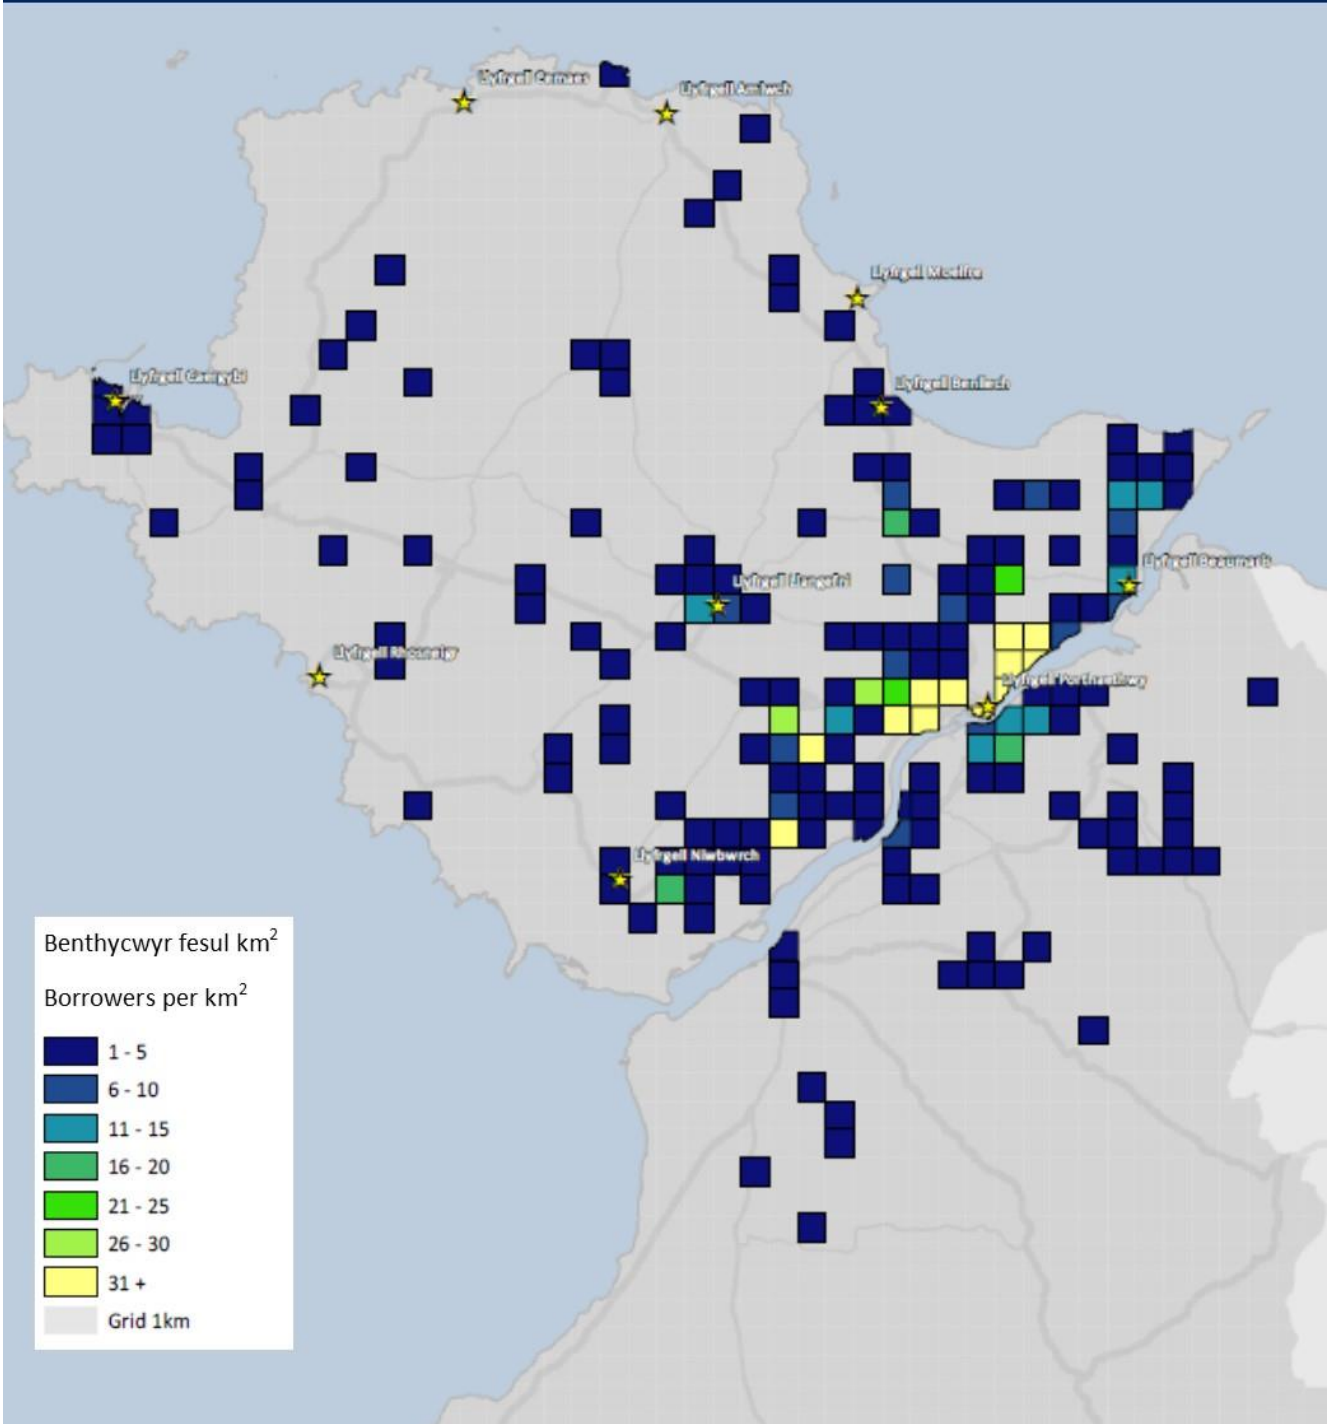 Llyfrgell Cemaes
Llyfrgell Amlwch
Llyfrgell Moelfre
Llyfrgell Caergybi
Llyfrgell Benllech
Llyfrgell Beaumaris
Llyfrgell Llangefni
Llyfrgell Rhosneigr
Llyfrgell Porthaethwy
Llyfrgell Niwbwrch
Benthycwyr fesul km²
Borrowers per km²
1 - 5
6 - 10
11 - 15
16 - 20
21 - 25
26 - 30
31 +
Grid 1km